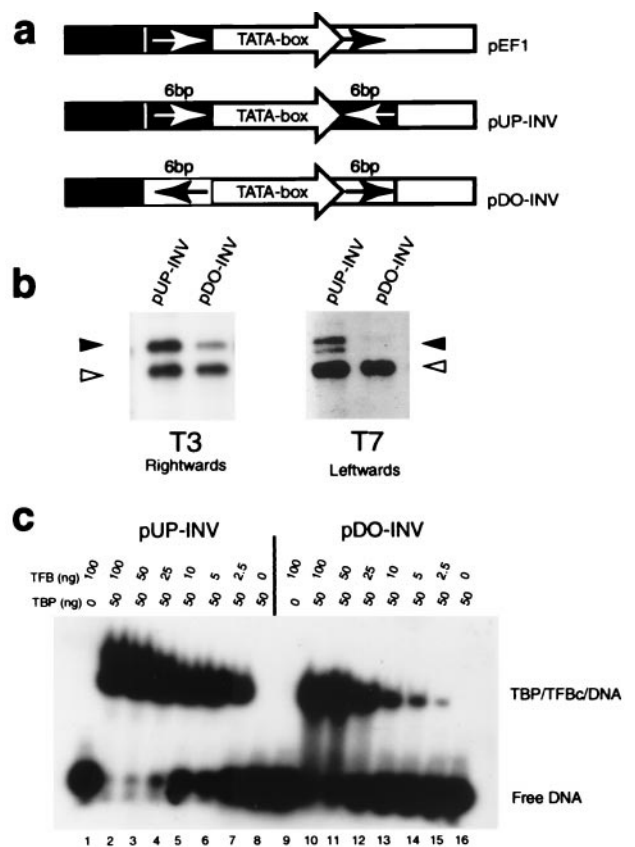 a
TATA-box
pEF1
6bp 6bp
TATA-box
pUP-INV
6bp 6bp
TATA-box
pDO-INV
b
pUP-INV pDO-INV pUP-INV pDO-INV
T3 T7
Rightwards Leftwards
c
pUP-INV pDO-INV
TFB (ng) 100 100 50 25 10 5 2.5 0 100 100 50 25 10 5 2.5 0
TBP (ng) 0 50 50 50 50 50 50 50 0 50 50 50 50 50 50 50
TBP/TFBc/DNA
Free DNA
1 2 3 4 5 6 7 8 9 10 11 12 13 14 15 16